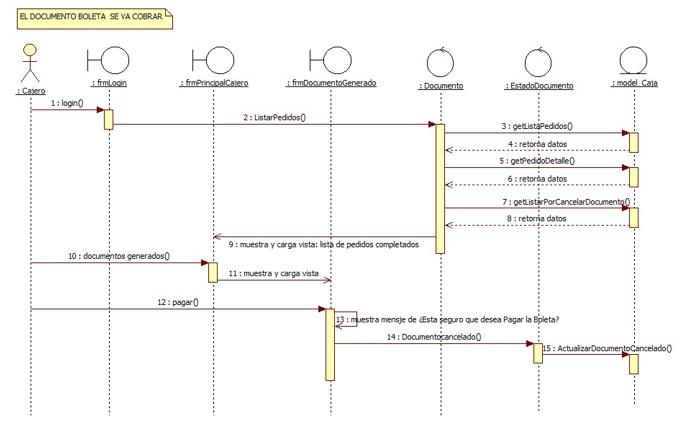 EL DOCUMENTO BOLETA SE VA COBRAR
: Cajero
: frmLogin
: frmPrincipalCajero
: frmDocumentoGenerado
: Documento
: EstadoDocumento
: model_Caja
1 : login()
2 : ListarPedidos()
3 : getListaPedidos()
4 : retorna datos
5 : getPedidoDetalle()
6 : retorna datos
7 : getListarPorCancelarDocumento()
8 : retorna datos
9 : muestra y carga vista: lista de pedidos completados
10 : documentos generados()
11 : muestra y carga vista
12 : pagar()
13 : muestra mensje de ¿Esta seguro que desea Pagar la Boleta?
14 : Documentocancelado()
15 : ActualizarDocumentoCancelado()